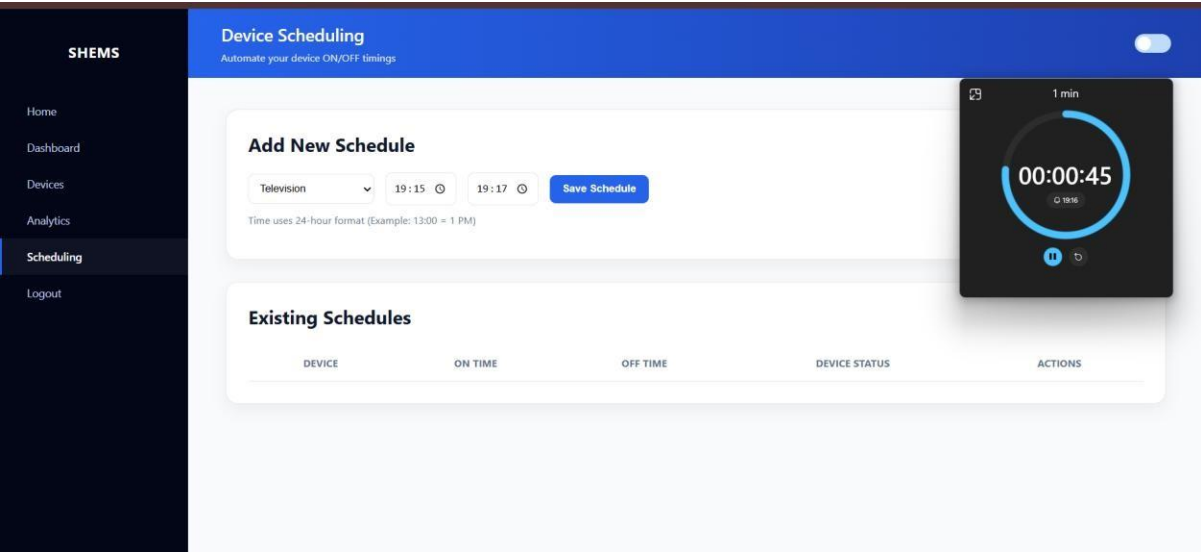 SHEMS
Home
Dashboard
Devices
Analytics
Scheduling
Logout
Device Scheduling
Automate your device ON/OFF timings
Add New Schedule
Television 19:15 19:17 Save Schedule
Time uses 24-hour format (Example: 13:00 = 1 PM)
1 min
00:00:45
19:16
Existing Schedules
DEVICE ON TIME OFF TIME DEVICE STATUS ACTIONS